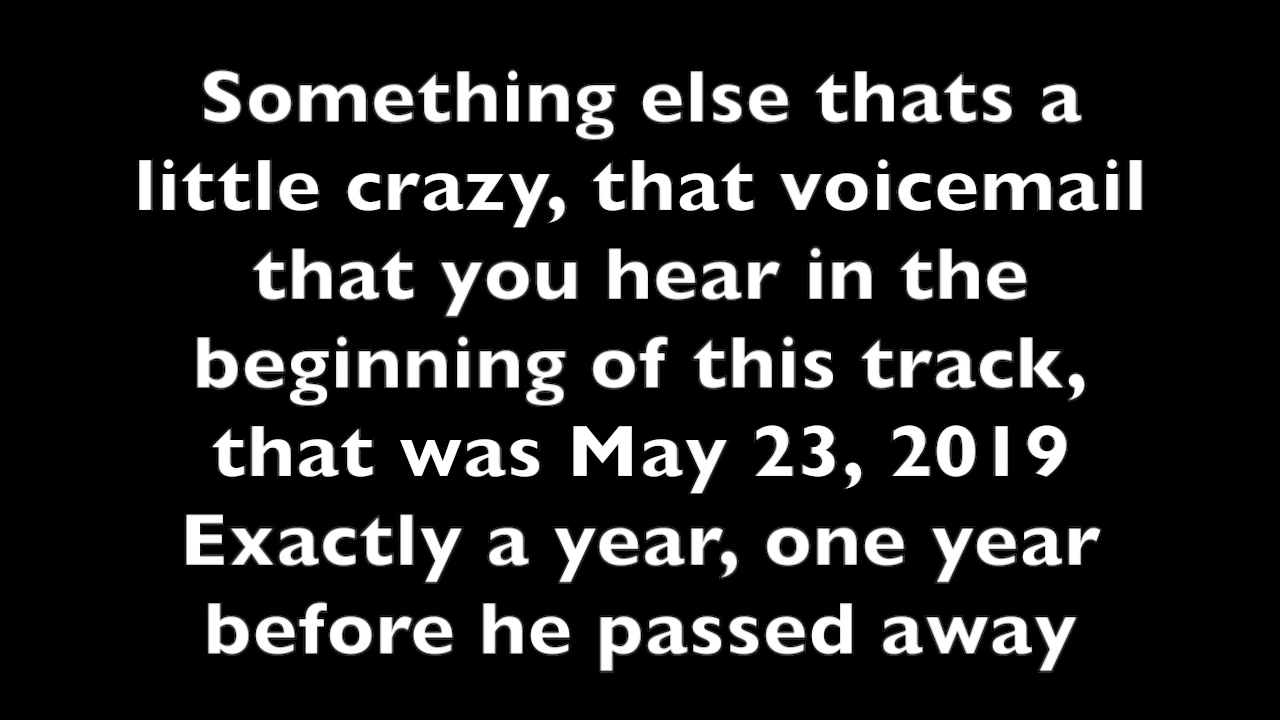 Something else thats a
little crazy, that voicemail
that you hear in the
beginning of this track,
that was May 23, 2019
Exactly a year, one year
before he passed away